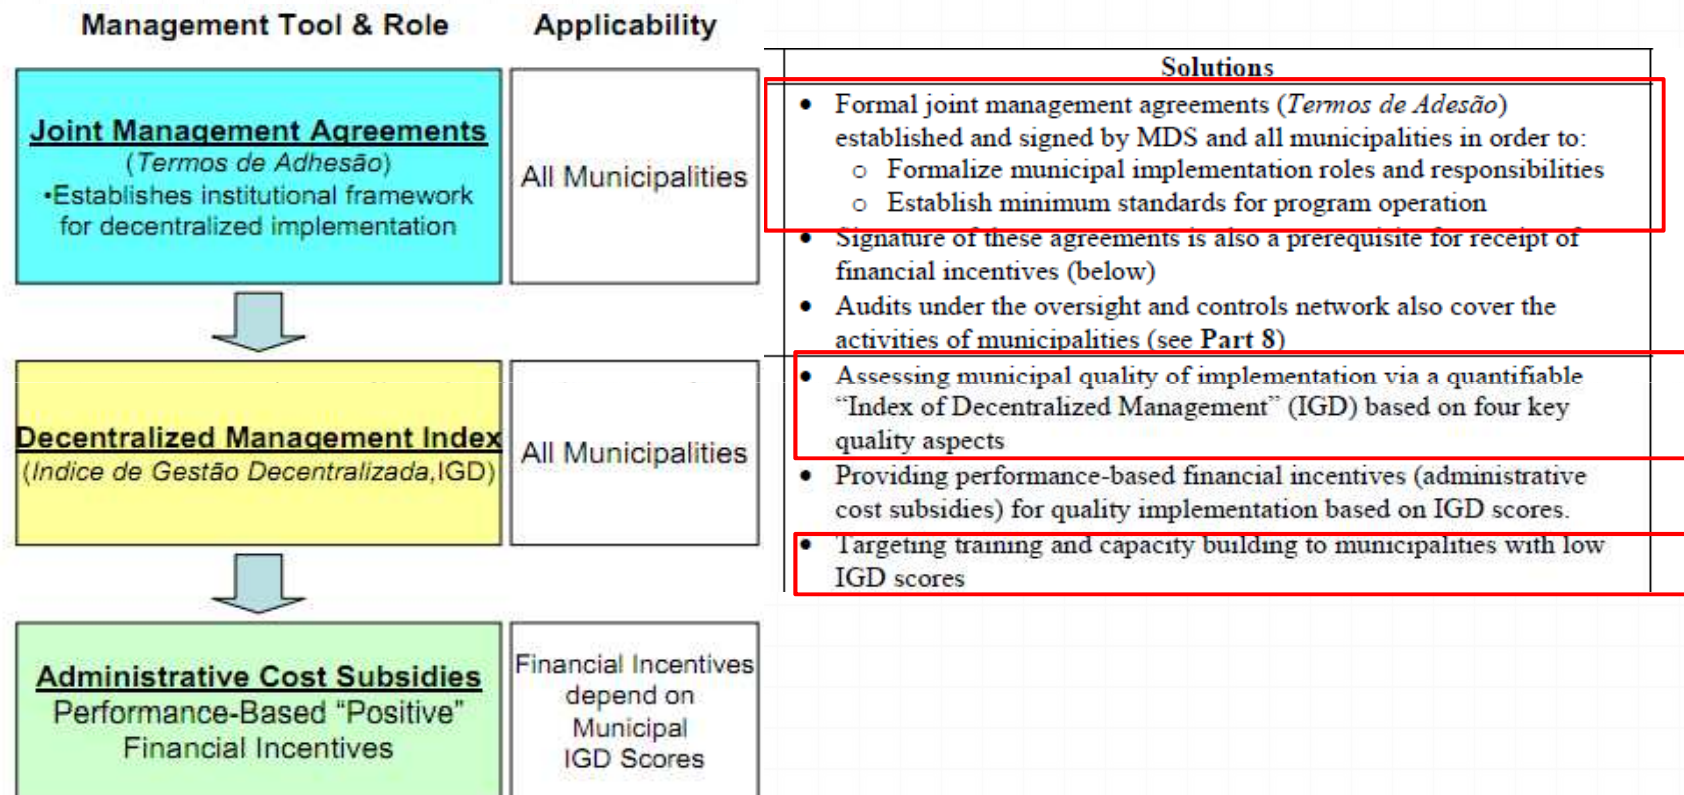 Management Tool & Role
Applicability
Joint Management Agreements
(Termos de Adhesão)
•Establishes institutional framework
for decentralized implementation
All Municipalities
Decentralized Management Index
(Indice de Gestão Decentralizada,IGD)
All Municipalities
Administrative Cost Subsidies
Performance-Based “Positive”
Financial Incentives
Financial Incentives
depend on
Municipal
IGD Scores
Solutions
• Formal joint management agreements (Termos de Adesão)
established and signed by MDS and all municipalities in order to:
o Formalize municipal implementation roles and responsibilities
o Establish minimum standards for program operation
• Signature of these agreements is also a prerequisite for receipt of
financial incentives (below)
• Audits under the oversight and controls network also cover the
activities of municipalities (see Part 8)
• Assessing municipal quality of implementation via a quantifiable
“Index of Decentralized Management” (IGD) based on four key
quality aspects
• Providing performance-based financial incentives (administrative
cost subsidies) for quality implementation based on IGD scores.
• Targeting training and capacity building to municipalities with low
IGD scores